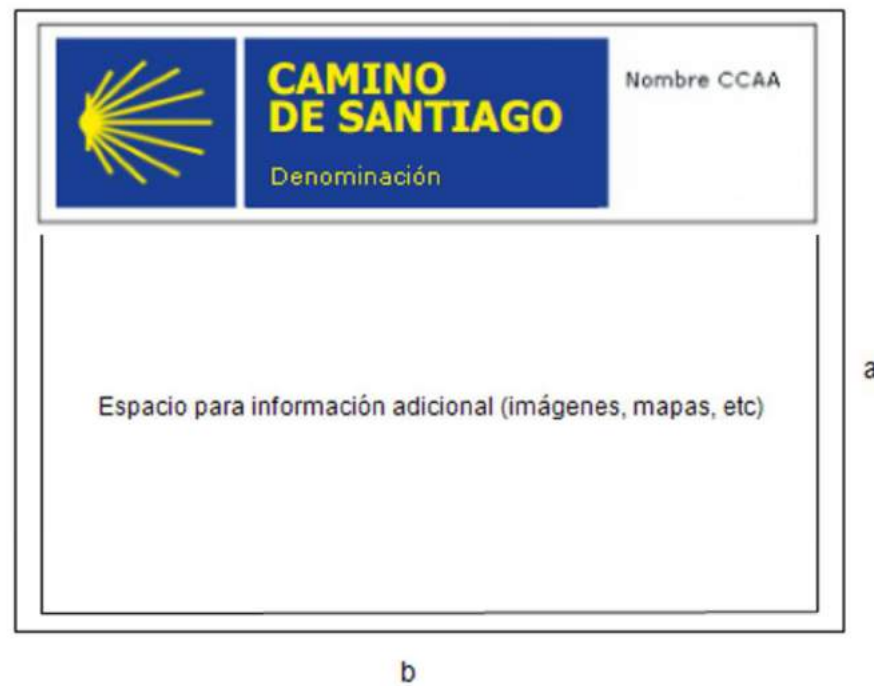 CAMINO
DE SANTIAGO
Denominación
Nombre CCAA
Espacio para información adicional (imágenes, mapas, etc)
a
b